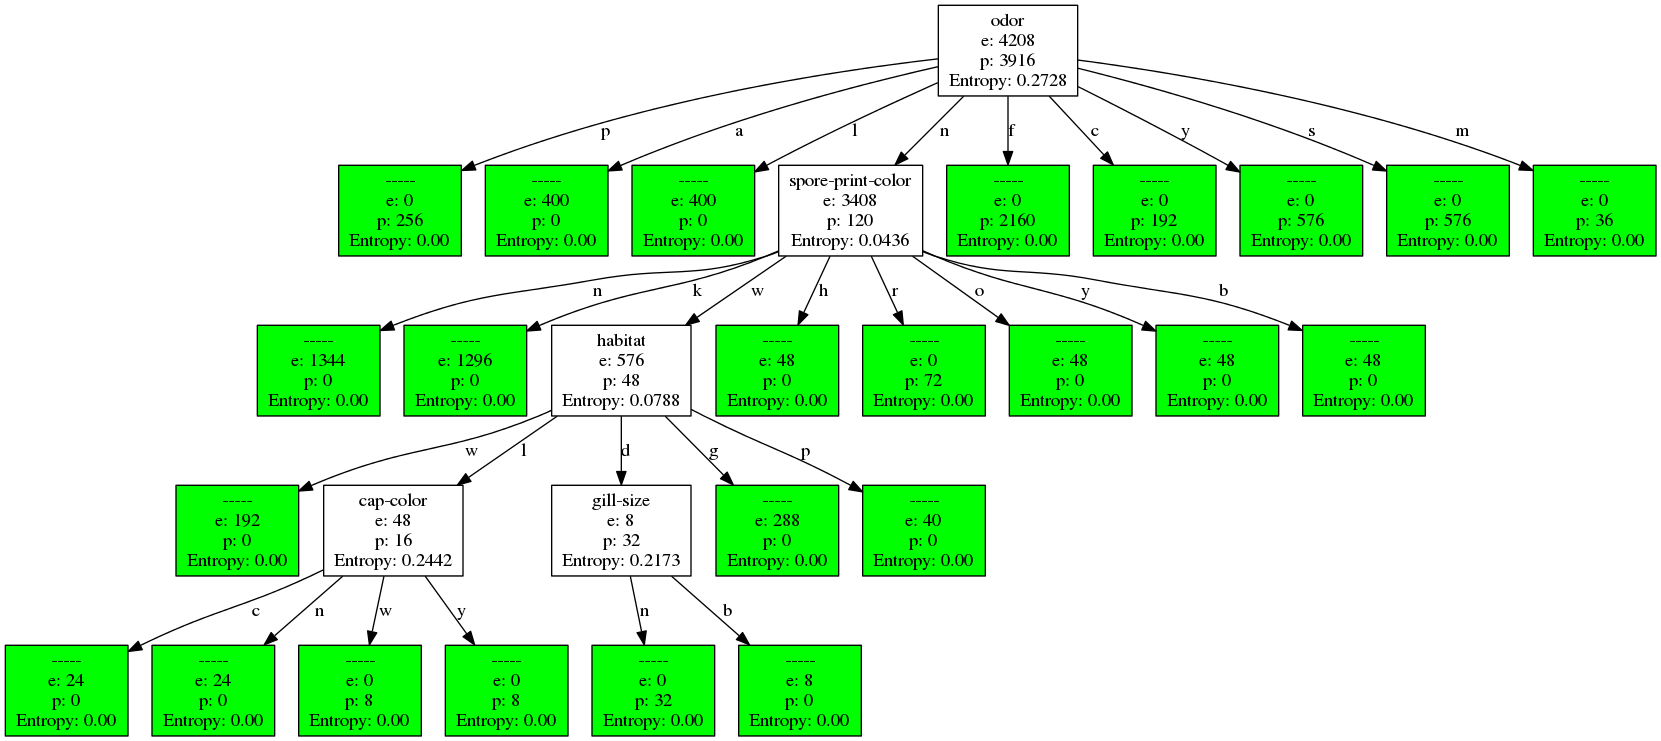 odor
e: 4208
p: 3916
Entropy: 0.2728
p
a
l
n
f
c
y
s
m
-----
e: 0
p: 256
Entropy: 0.00
-----
e: 400
p: 0
Entropy: 0.00
-----
e: 400
p: 0
Entropy: 0.00
spore-print-color
e: 3408
p: 120
Entropy: 0.0436
-----
e: 0
p: 2160
Entropy: 0.00
-----
e: 0
p: 192
Entropy: 0.00
-----
e: 0
p: 576
Entropy: 0.00
-----
e: 0
p: 576
Entropy: 0.00
-----
e: 0
p: 36
Entropy: 0.00
n
k
w
h
r
o
y
b
-----
e: 1344
p: 0
Entropy: 0.00
-----
e: 1296
p: 0
Entropy: 0.00
habitat
e: 576
p: 48
Entropy: 0.0788
-----
e: 48
p: 0
Entropy: 0.00
-----
e: 0
p: 72
Entropy: 0.00
-----
e: 48
p: 0
Entropy: 0.00
-----
e: 48
p: 0
Entropy: 0.00
-----
e: 48
p: 0
Entropy: 0.00
w
l
d
g
p
-----
e: 192
p: 0
Entropy: 0.00
cap-color
e: 48
p: 16
Entropy: 0.2442
gill-size
e: 8
p: 32
Entropy: 0.2173
-----
e: 288
p: 0
Entropy: 0.00
-----
e: 40
p: 0
Entropy: 0.00
c
n
w
y
n
b
-----
e: 24
p: 0
Entropy: 0.00
-----
e: 24
p: 0
Entropy: 0.00
-----
e: 0
p: 8
Entropy: 0.00
-----
e: 0
p: 8
Entropy: 0.00
-----
e: 0
p: 32
Entropy: 0.00
-----
e: 8
p: 0
Entropy: 0.00